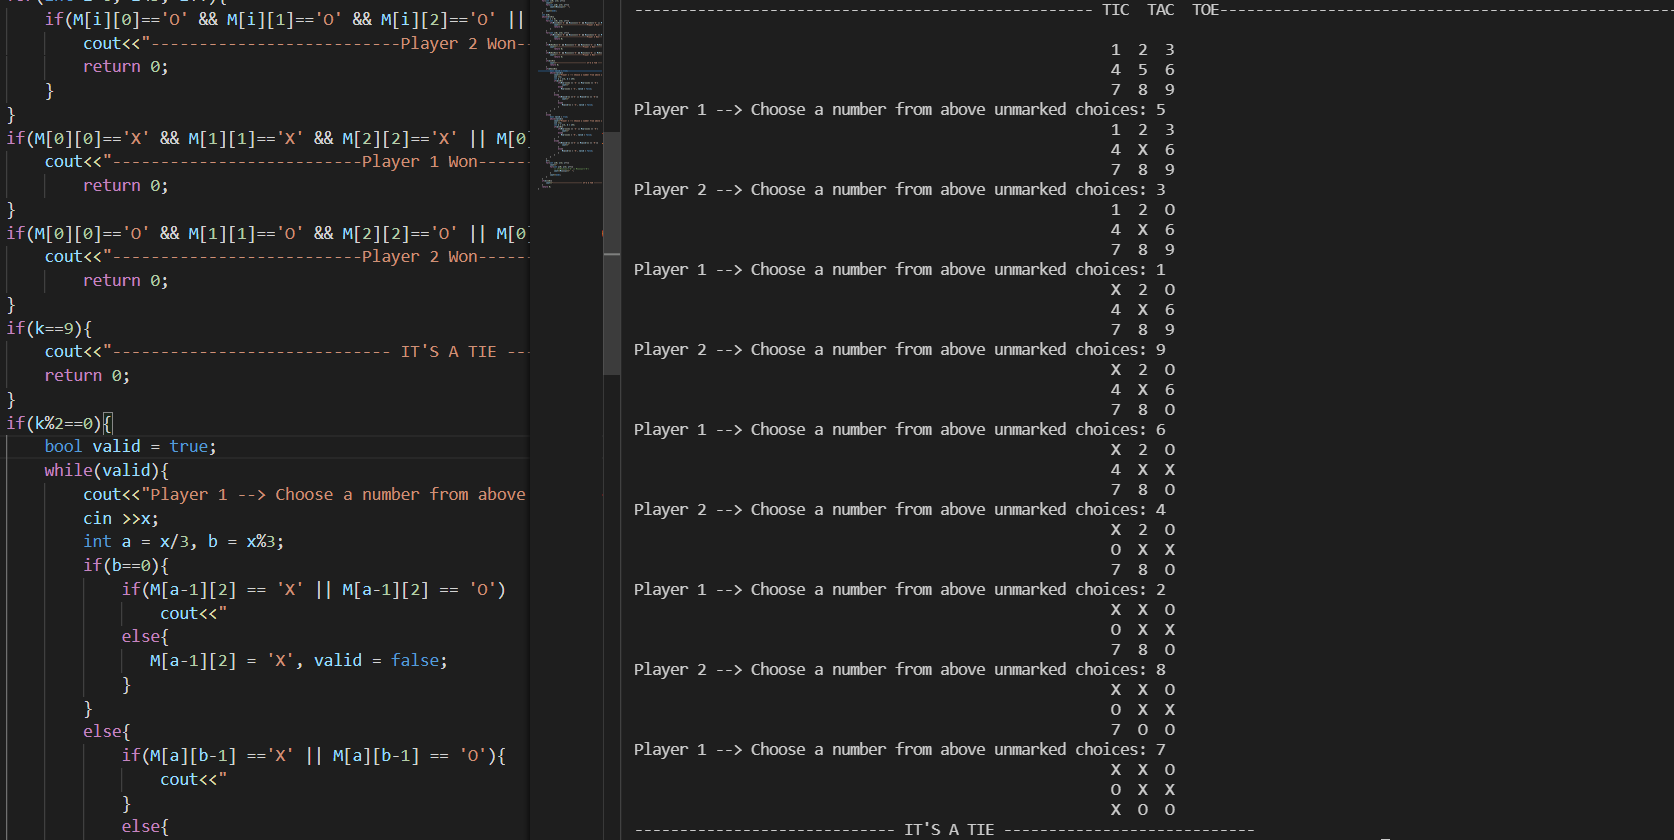 if(M[i][0]=='O' && M[i][1]=='O' && M[i][2]=='O' ||
cout<<"--------------------------Player 2 Won--
return 0;
}
}
if(M[0][0]=='X' && M[1][1]=='X' && M[2][2]=='X' || M[0]
cout<<"--------------------------Player 1 Won------
return 0;
}
if(M[0][0]=='O' && M[1][1]=='O' && M[2][2]=='O' || M[0]
cout<<"--------------------------Player 2 Won------
return 0;
}
if(k==9){
cout<<"----------------------------- IT'S A TIE ---
return 0;
}
if(k%2==0){
bool valid = true;
while(valid){
cout<<"Player 1 --> Choose a number from above
cin >>x;
int a = x/3, b = x%3;
if(b==0){
if(M[a-1][2] == 'X' || M[a-1][2] == 'O')
cout<<"
else{
M[a-1][2] = 'X', valid = false;
}
}
else{
if(M[a][b-1] =='X' || M[a][b-1] == 'O'){
cout<<"
}
else{
------------------------------------------------ TIC TAC TOE------------------------------------------------
1 2 3
4 5 6
7 8 9
Player 1 --> Choose a number from above unmarked choices: 5
1 2 3
4 X 6
7 8 9
Player 2 --> Choose a number from above unmarked choices: 3
1 2 O
4 X 6
7 8 9
Player 1 --> Choose a number from above unmarked choices: 1
X 2 O
4 X 6
7 8 9
Player 2 --> Choose a number from above unmarked choices: 9
X 2 O
4 X 6
7 8 O
Player 1 --> Choose a number from above unmarked choices: 6
X 2 O
4 X X
7 8 O
Player 2 --> Choose a number from above unmarked choices: 4
X 2 O
O X X
7 8 O
Player 1 --> Choose a number from above unmarked choices: 2
X X O
O X X
7 8 O
Player 2 --> Choose a number from above unmarked choices: 8
X X O
O X X
7 O O
Player 1 --> Choose a number from above unmarked choices: 7
X X O
O X X
X O O
--------------------------- IT'S A TIE --------------------------